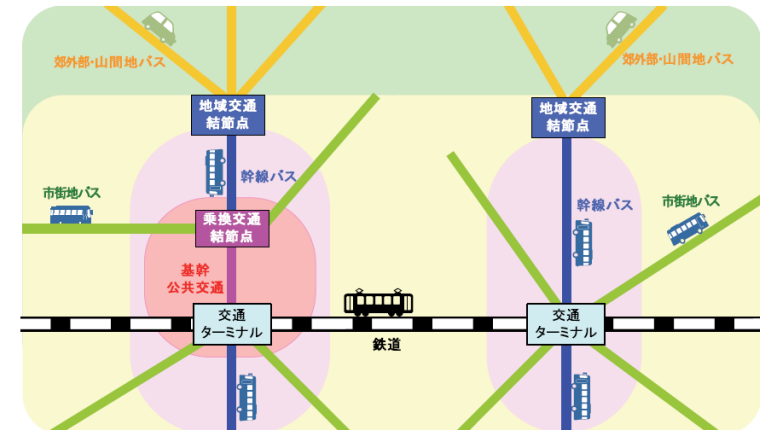 郊外部・山間地バス
郊外部・山間地バス
地域交通
結節点
地域交通
結節点
幹線バス
市街地バス
乗換交通
結節点
幹線バス
市街地バス
基幹
公共交通
交通
ターミナル
交通
ターミナル
鉄道